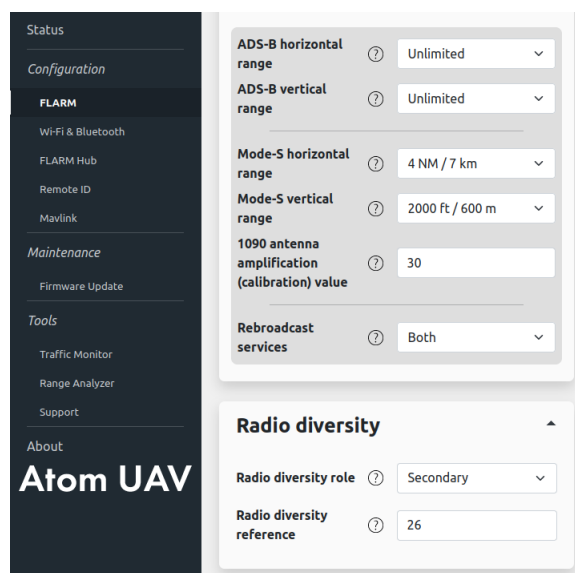 Status
Configuration
FLARM
Wi-Fi & Bluetooth
FLARM Hub
Remote ID
Mavlink
Maintenance
Firmware Update
Tools
Traffic Monitor
Range Analyzer
Support
About
Atom UAV
ADS-B horizontal
range
? Unlimited
ADS-B vertical
range
? Unlimited
Mode-S horizontal
range
? 4 NM / 7 km
Mode-S vertical
range
? 2000 ft / 600 m
1090 antenna
amplification
(calibration) value
? 30
Rebroadcast
services
? Both
Radio diversity
Radio diversity role ? Secondary
Radio diversity
reference
? 26